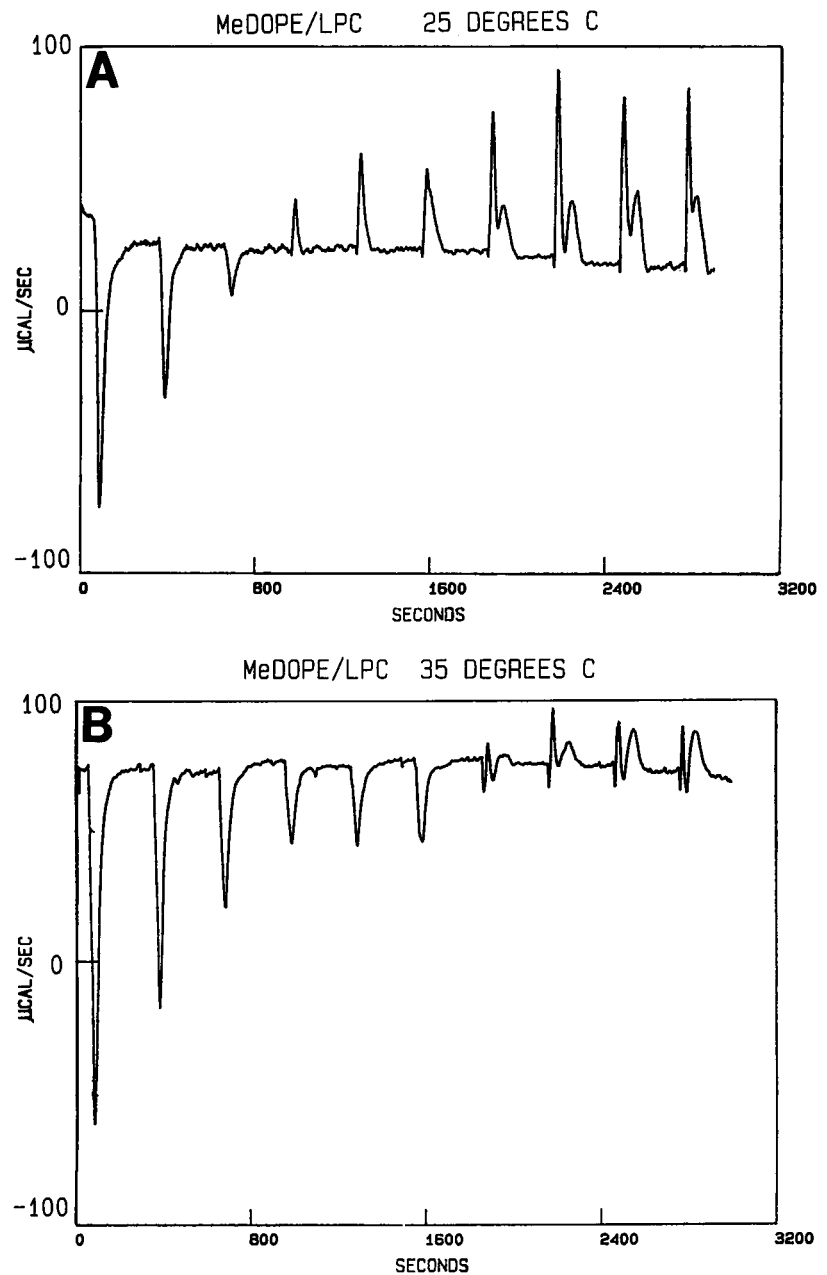 MeDOPE/LPC 25 DEGREES C
100
A
0
µCAL/SEC
-100
0 800 1600 2400 3200
SECONDS
MeDOPE/LPC 35 DEGREES C
100
B
0
µCAL/SEC
-100
0 800 1600 2400 3200
SECONDS